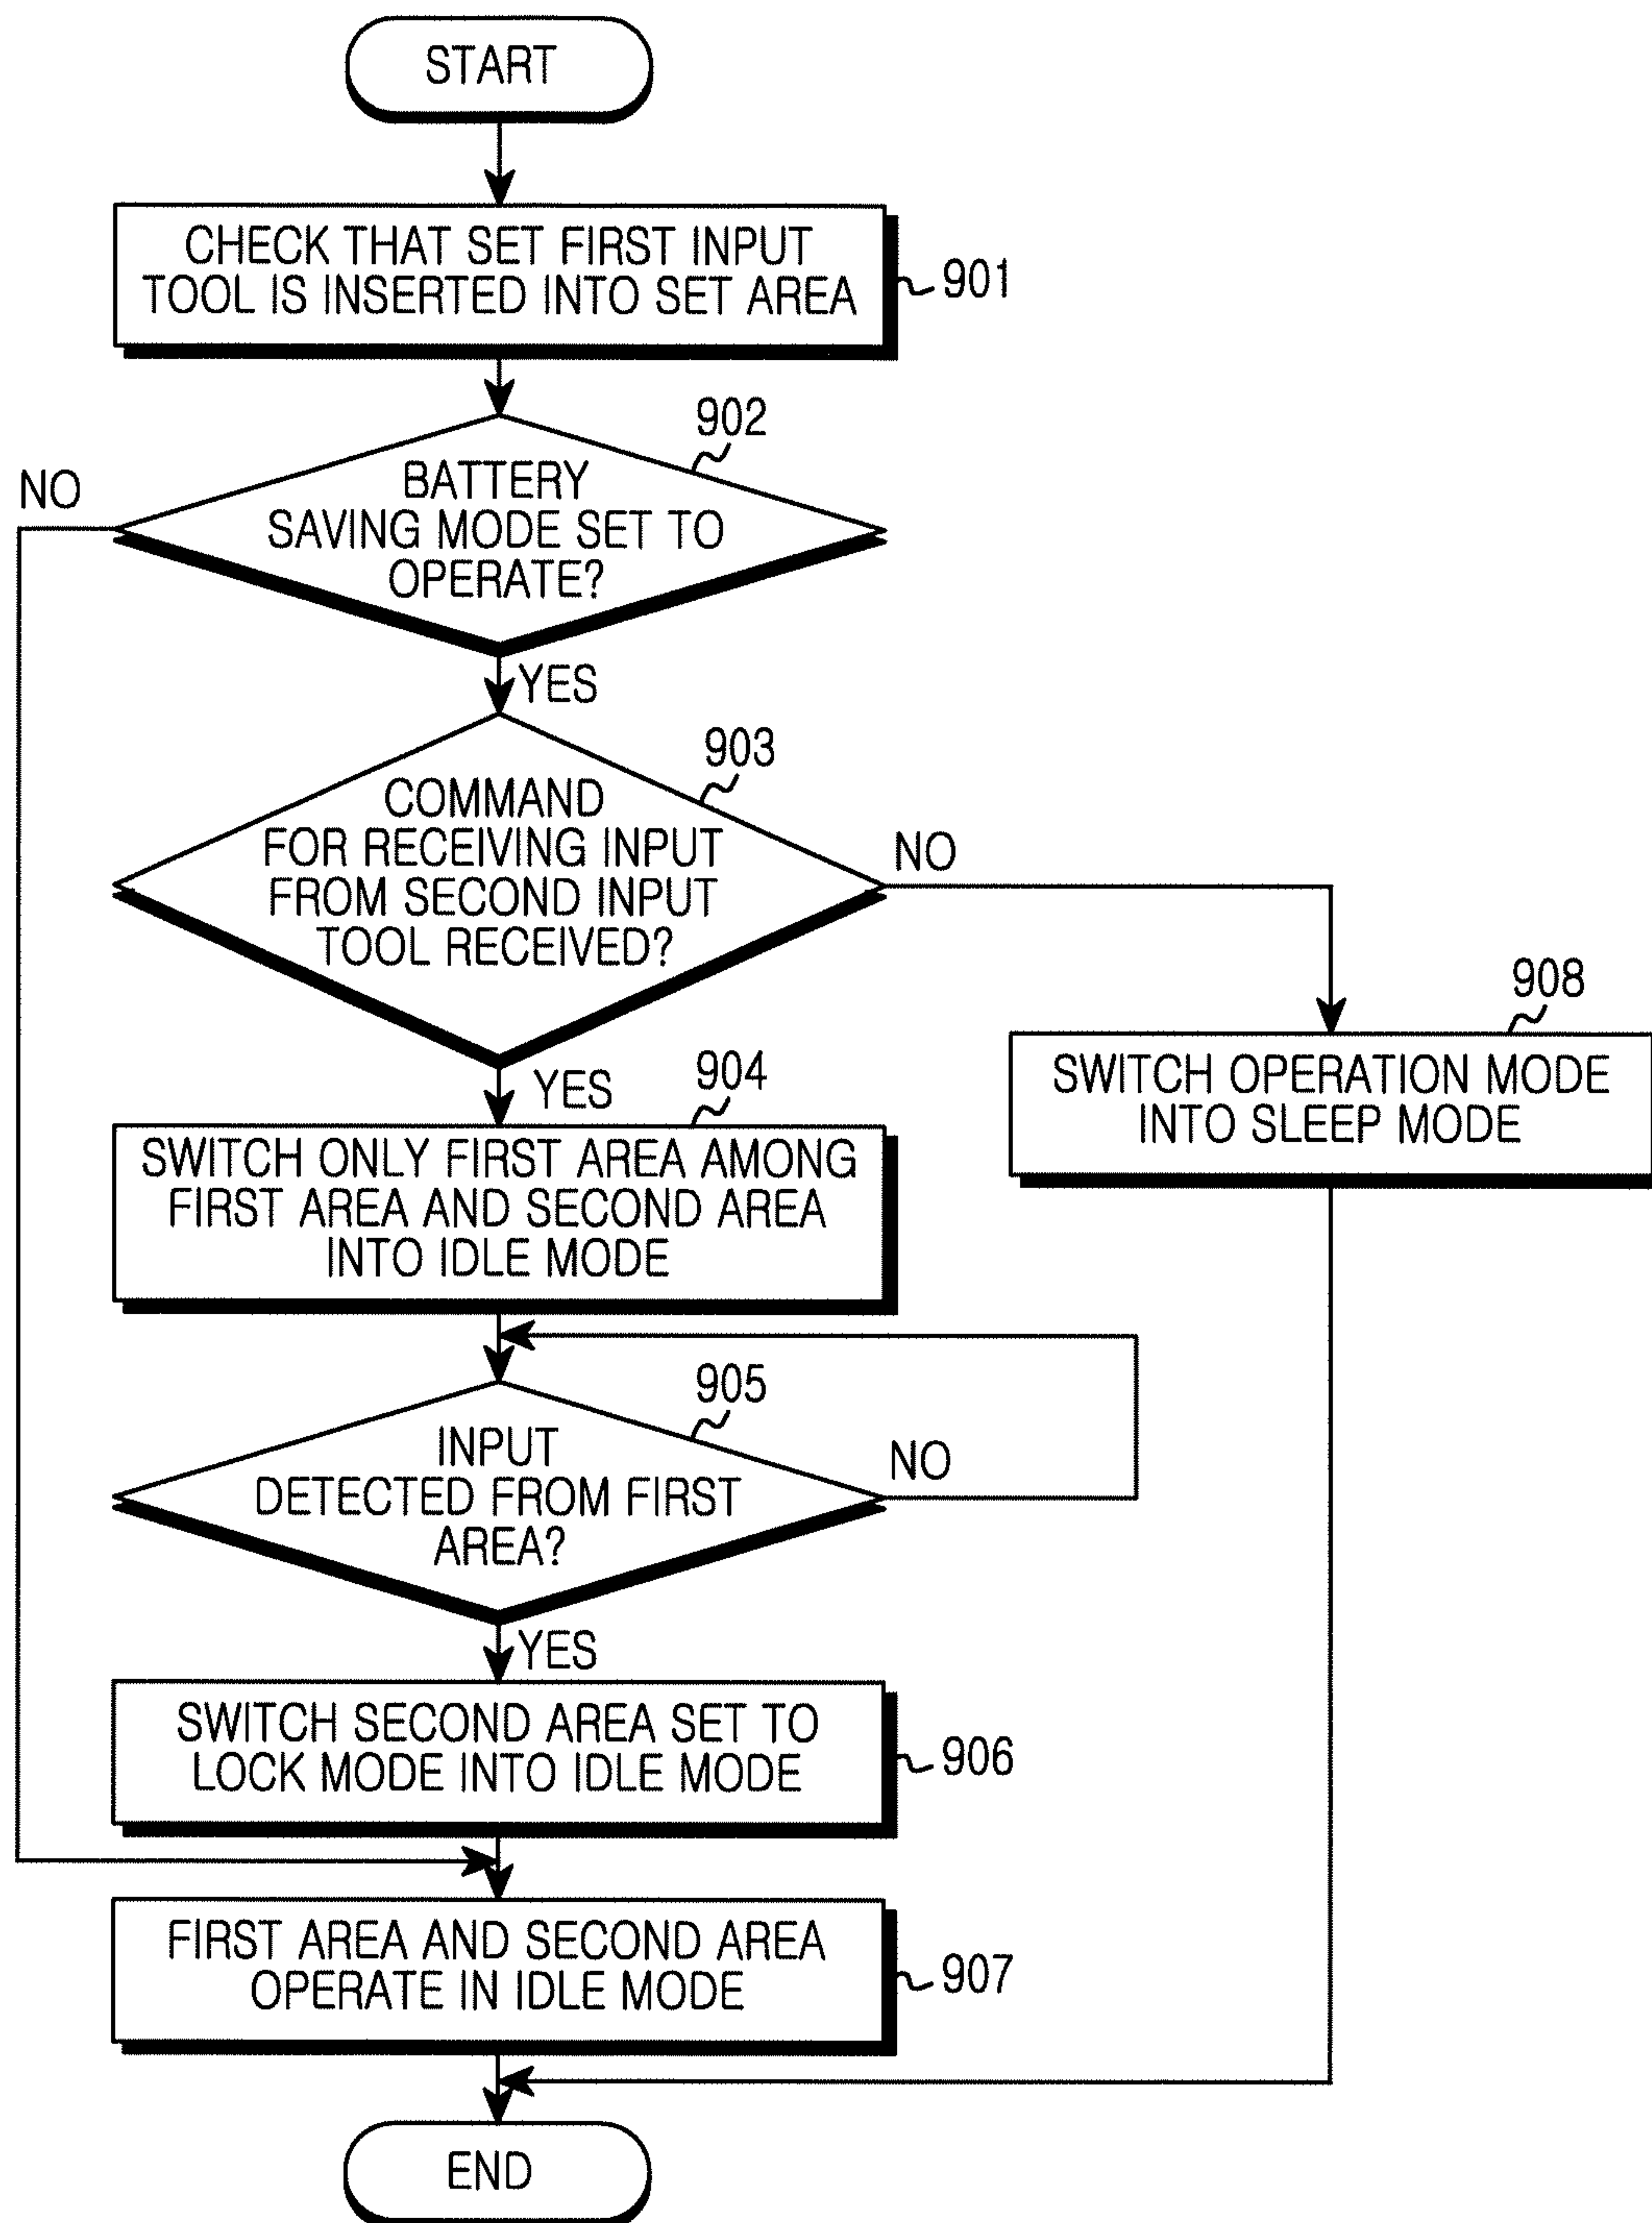 START
CHECK THAT SET FIRST INPUT
TOOL IS INSERTED INTO SET AREA
901
902
BATTERY
SAVING MODE SET TO
OPERATE?
NO
YES
903
COMMAND
FOR RECEIVING INPUT
FROM SECOND INPUT
TOOL RECEIVED?
NO
YES
908
SWITCH OPERATION MODE
INTO SLEEP MODE
904
SWITCH ONLY FIRST AREA AMONG
FIRST AREA AND SECOND AREA
INTO IDLE MODE
905
INPUT
DETECTED FROM FIRST
AREA?
NO
YES
SWITCH SECOND AREA SET TO
LOCK MODE INTO IDLE MODE
906
FIRST AREA AND SECOND AREA
OPERATE IN IDLE MODE
907
END